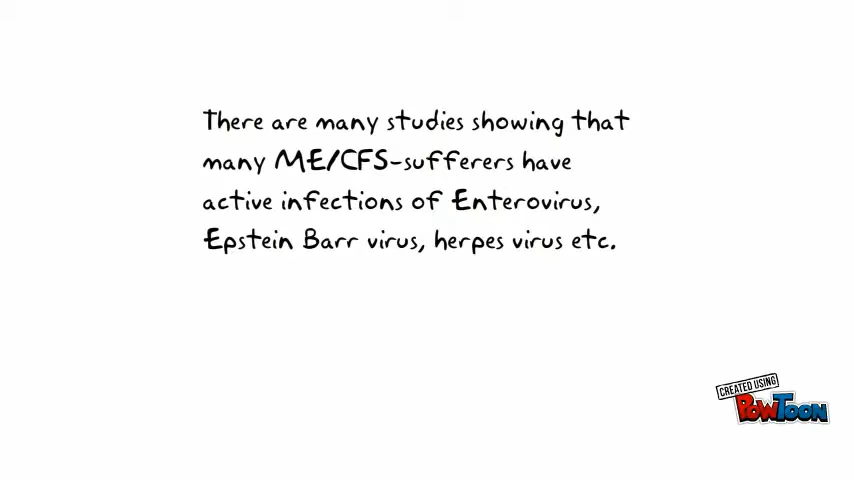 There are many studies showing that
many ME/CFS-sufferers have
active infections of Enterovirus,
Epstein Barr virus, herpes virus etc.
CREATED USING
POWTOON